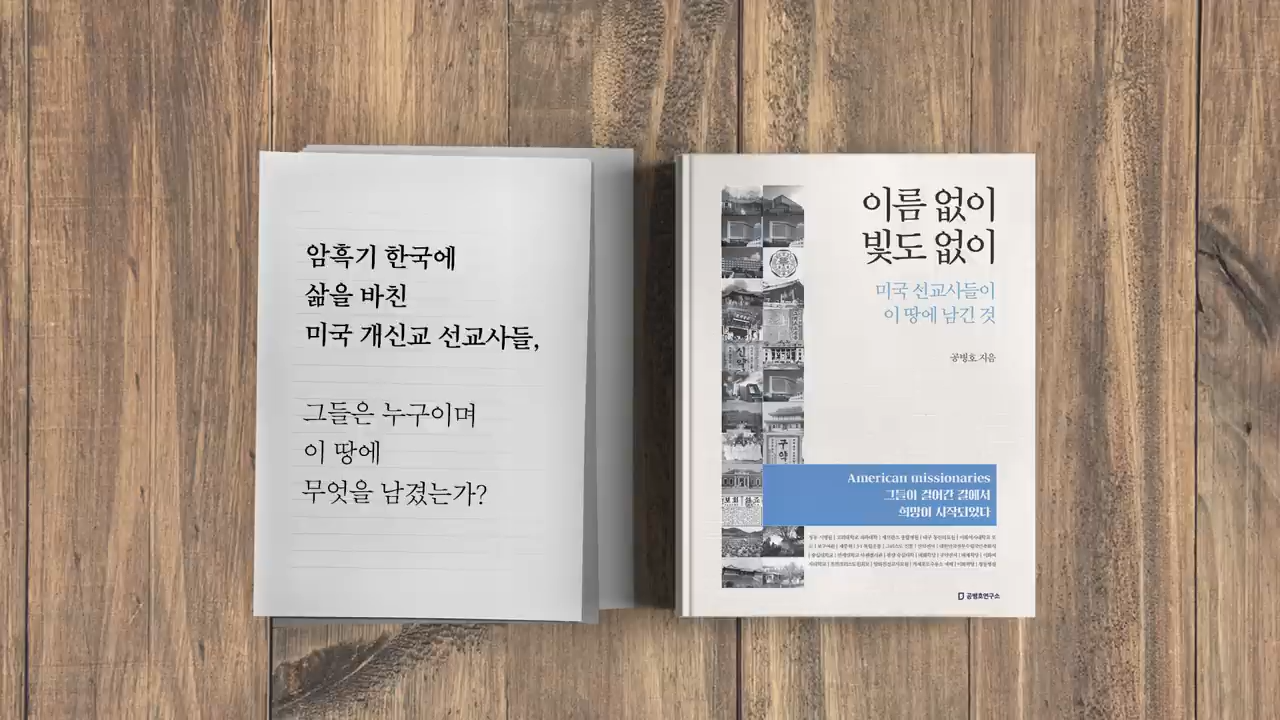 암흑기 한국에
삶을 바친
미국 개신교 선교사들,
그들은 누구이며
이 땅에
무엇을 남겼는가?
이름 없이
빛도 없이
미국 선교사들이
이 땅에 남긴 것
공병호 지음
신약
구약
American missionaries
그들이 걸어간 길에서
희망이 시작되었다
공병호연구소